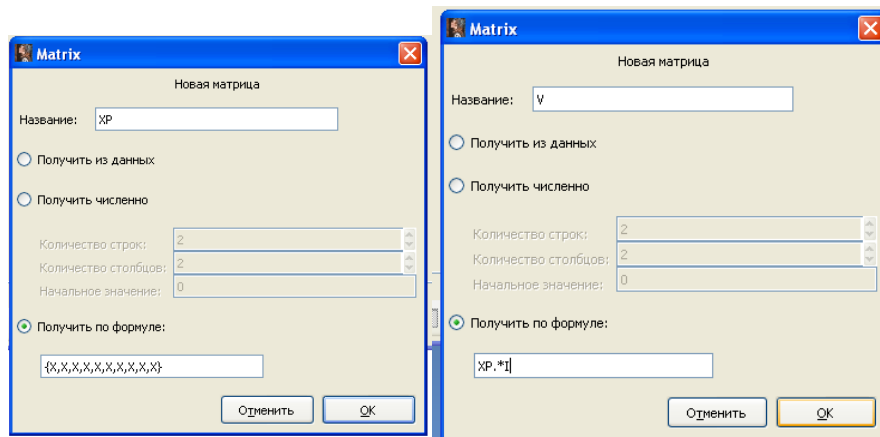 Matrix
Новая матрица
Название: XP
Получить из данных
Получить численно
Количество строк: 2
Количество столбцов: 2
Начальное значение: 0
Получить по формуле:
{X,X,X,X,X,X,X,X,X,X}
Отменить OK
Matrix
Новая матрица
Название: V
Получить из данных
Получить численно
Количество строк: 2
Количество столбцов: 2
Начальное значение: 0
Получить по формуле:
XP.*I
Отменить OK